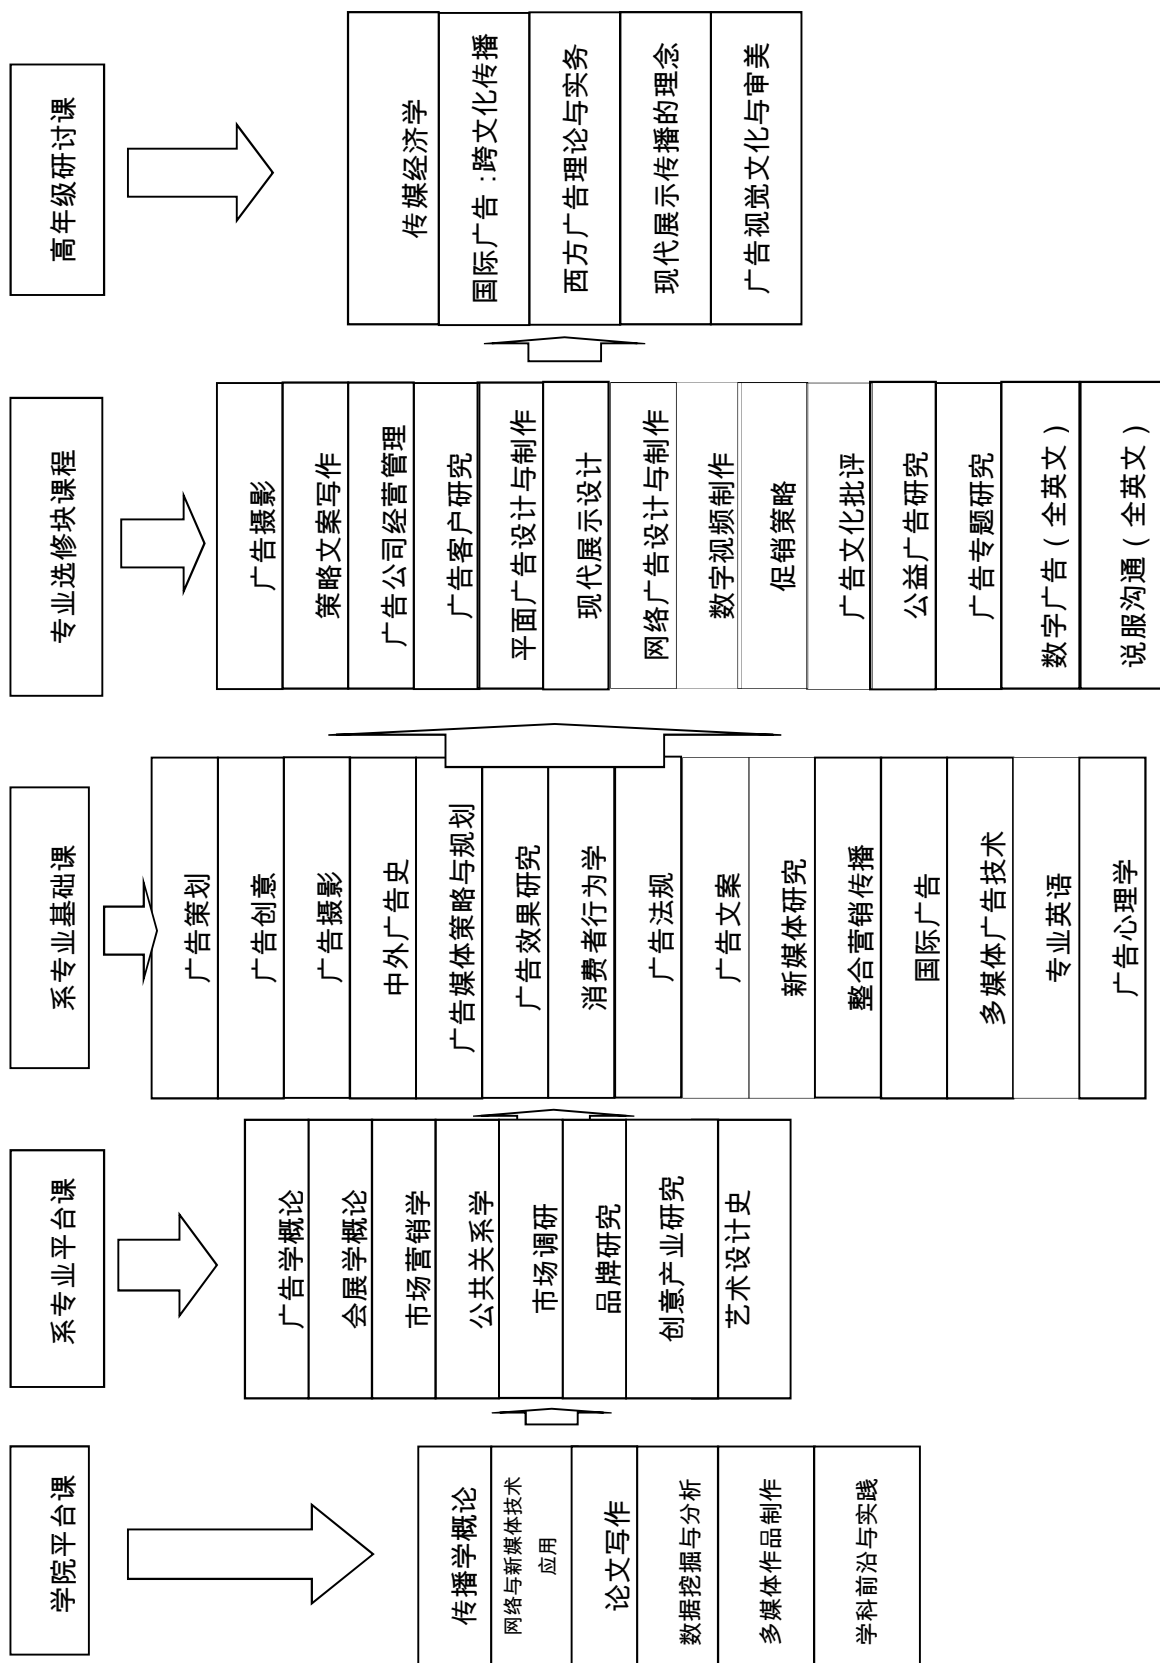 高年级研讨课
传媒经济学
国际广告:跨文化传播
西方广告理论与实务
现代展示传播的理念
广告视觉文化与审美
专业选修块课程
广告摄影
策略文案写作
广告公司经营管理
广告客户研究
平面广告设计与制作
现代展示设计
网络广告设计与制作
数字视频制作
促销策略
广告文化批评
公益广告研究
广告专题研究
数字广告(全英文)
说服沟通(全英文)
系专业基础课
广告策划
广告创意
广告摄影
中外广告史
广告媒体策略与规划
广告效果研究
消费者行为学
广告法规
广告文案
新媒体研究
整合营销传播
国际广告
多媒体广告技术
专业英语
广告心理学
系专业平台课
广告学概论
会展学概论
市场营销学
公共关系学
市场调研
品牌研究
创意产业研究
艺术设计史
学院平台课
传播学概论
网络与新媒体技术
应用
论文写作
数据挖掘与分析
多媒体作品制作
学科前沿与实践